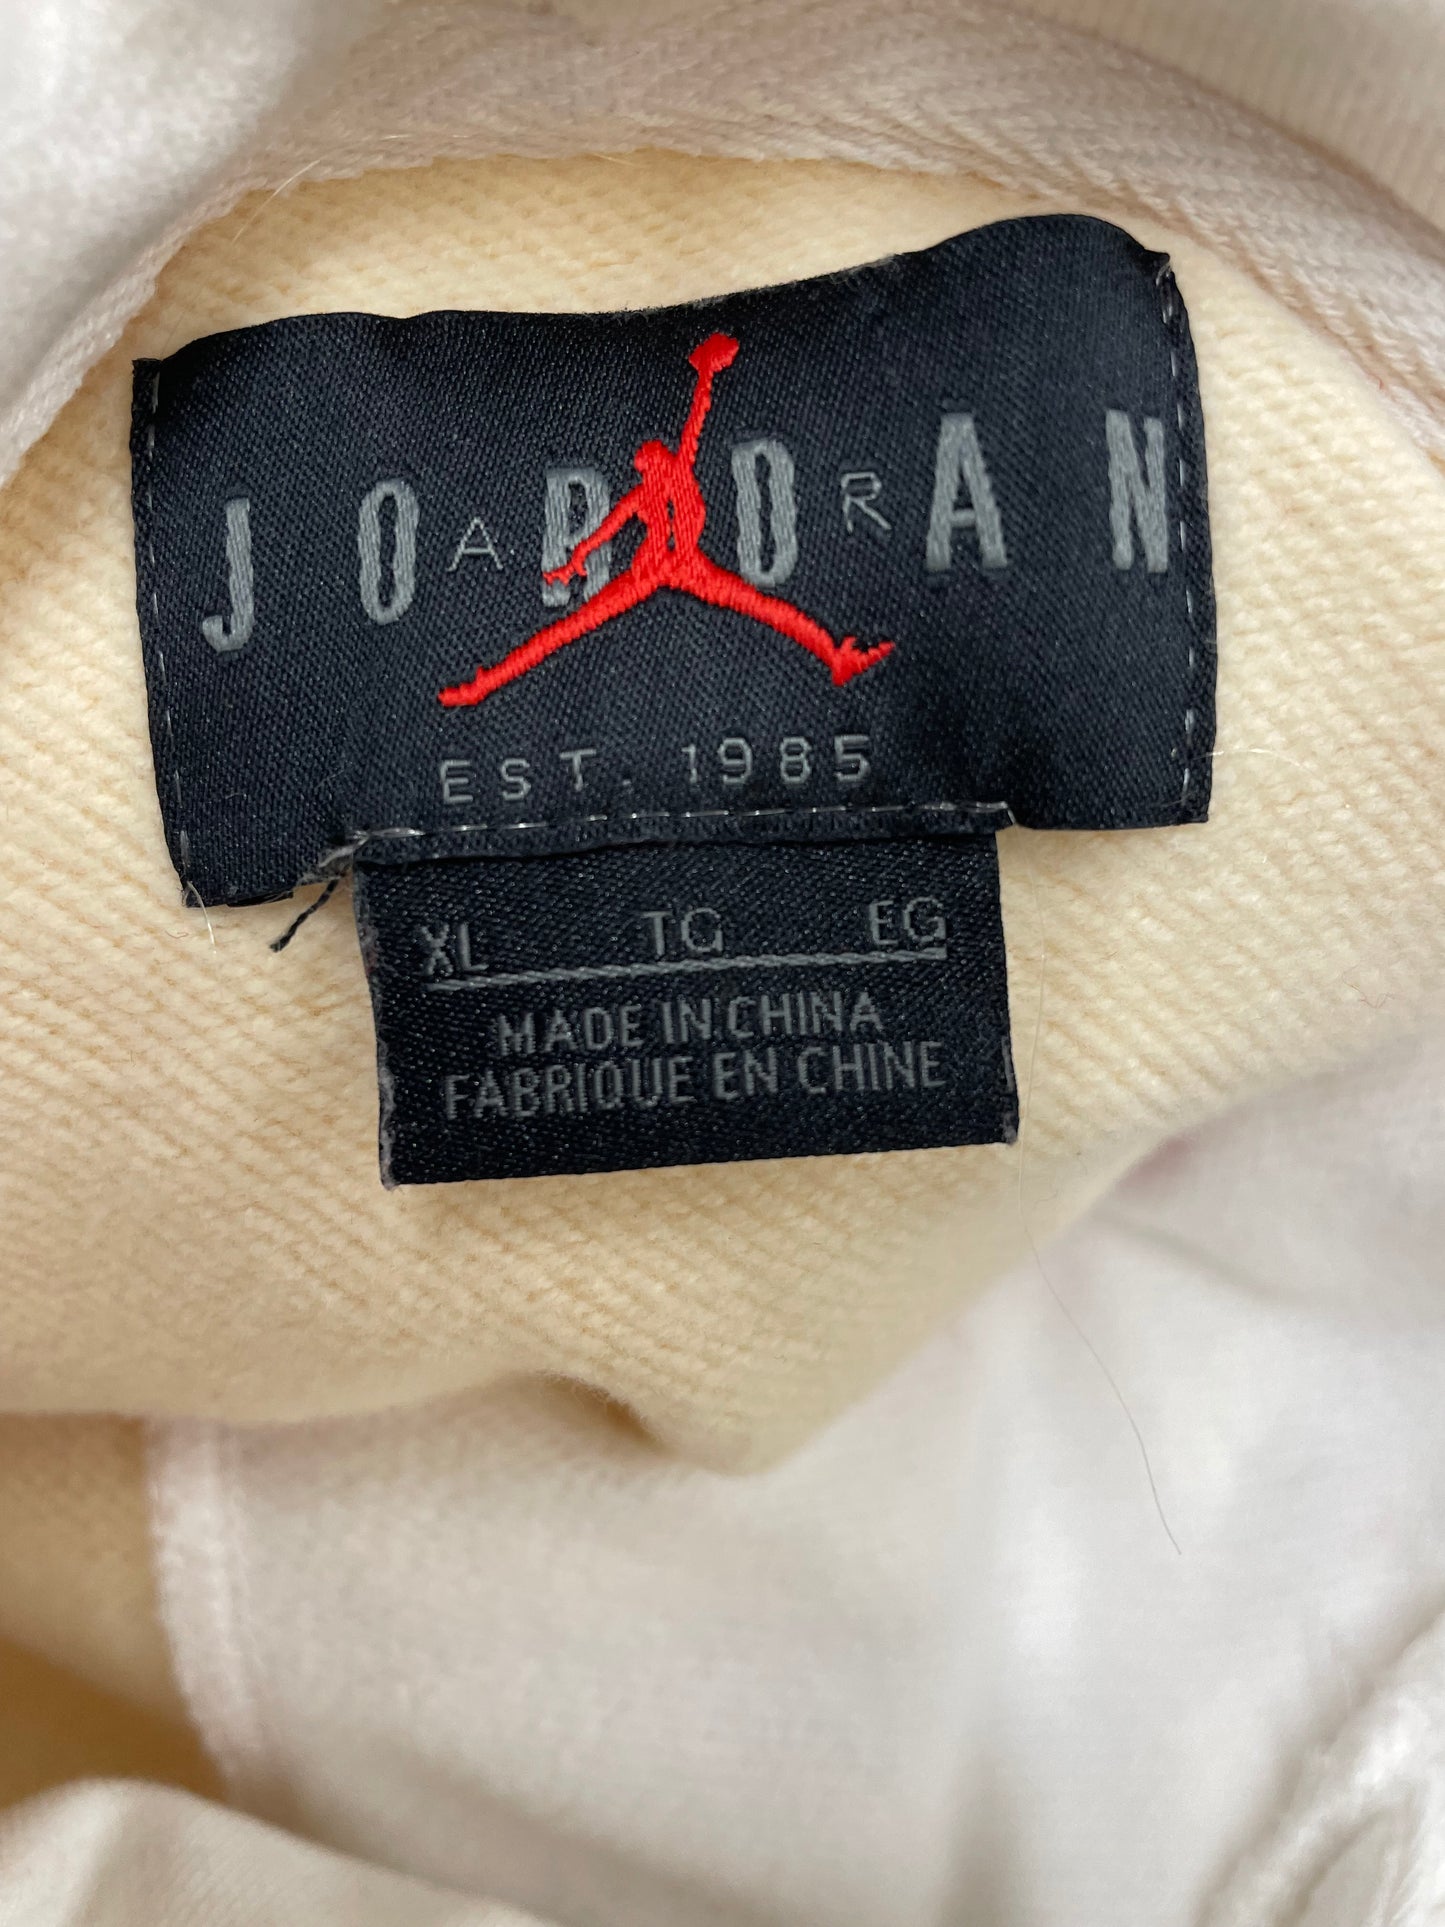 JORDAN
AIR
EST. 1985
XL TG EG
MADE IN CHINA
FABRIQUE EN CHINE